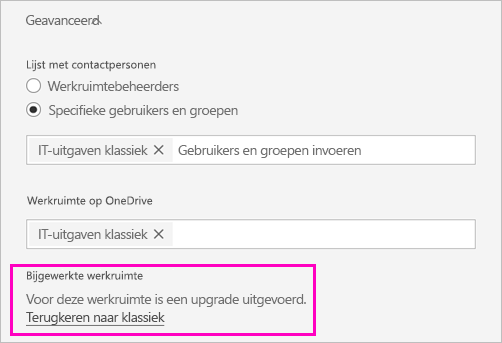 Geavanceerd
Lijst met contactpersonen
Werkruimtebeheerders
Specifieke gebruikers en groepen
IT-uitgaven klassiek Gebruikers en groepen invoeren
Werkruimte op OneDrive
IT-uitgaven klassiek
Bijgewerkte werkruimte
Voor deze werkruimte is een upgrade uitgevoerd.
Terugkeren naar klassiek